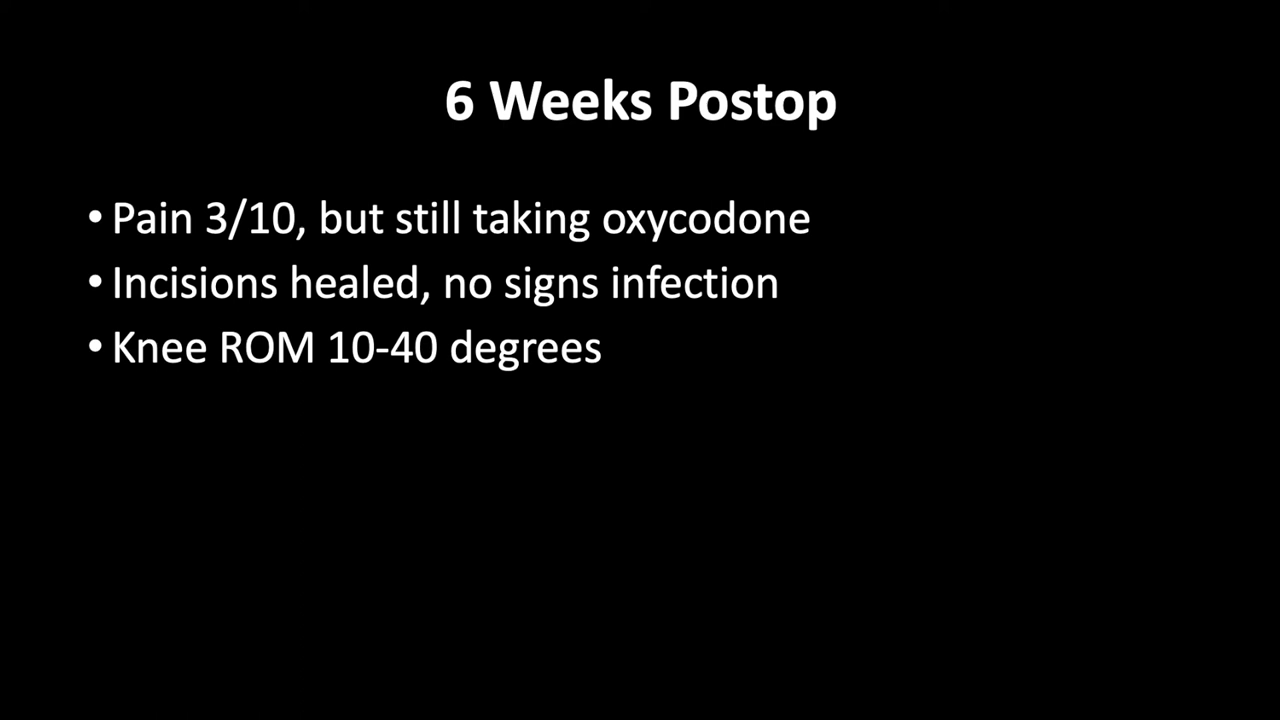 6 Weeks Postop
• Pain 3/10, but still taking oxycodone
• Incisions healed, no signs infection
• Knee ROM 10-40 degrees